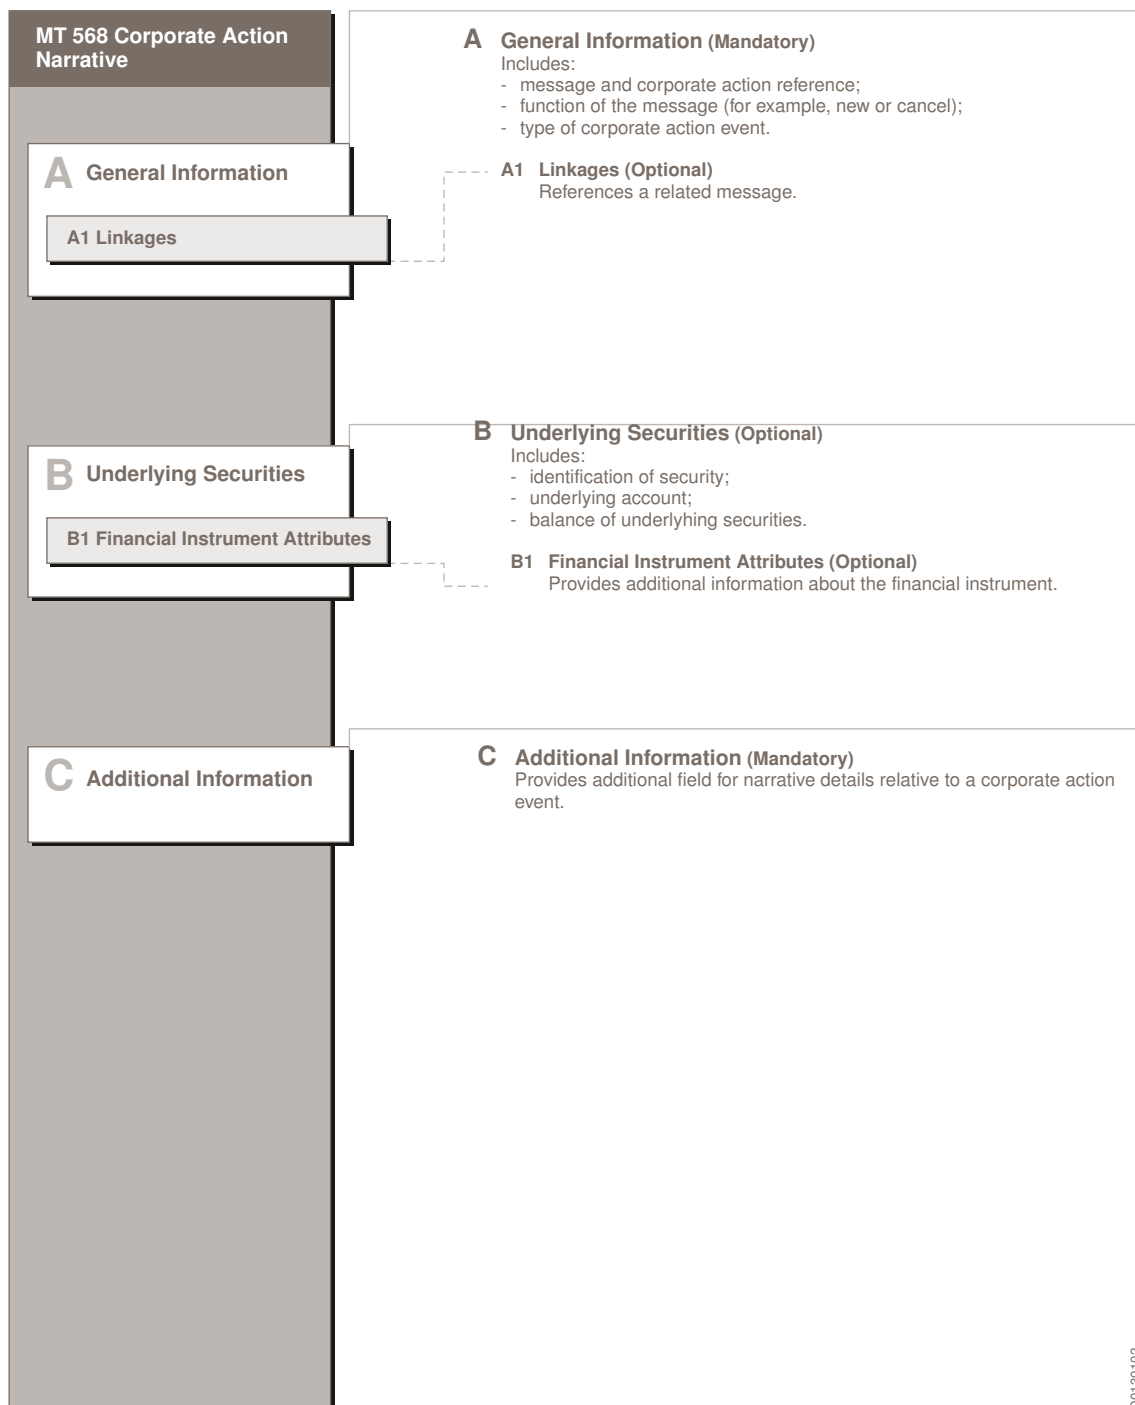 MT 568 Corporate Action
Narrative
A General Information
A1 Linkages
A General Information (Mandatory)
Includes:
- message and corporate action reference;
- function of the message (for example, new or cancel);
- type of corporate action event.
A1 Linkages (Optional)
References a related message.
B Underlying Securities
B1 Financial Instrument Attributes
B Underlying Securities (Optional)
Includes:
- identification of security;
- underlying account;
- balance of underlyhing securities.
B1 Financial Instrument Attributes (Optional)
Provides additional information about the financial instrument.
C Additional Information
C Additional Information (Mandatory)
Provides additional field for narrative details relative to a corporate action
event.